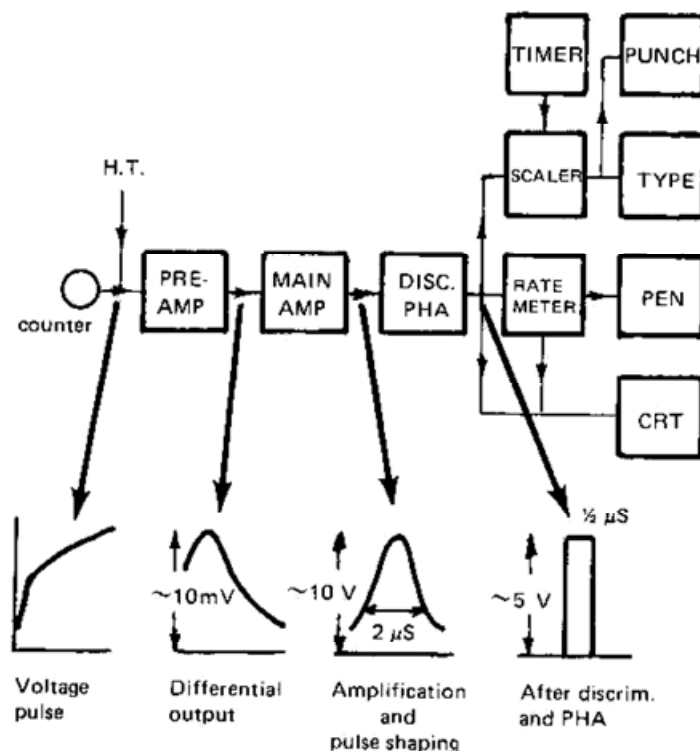 TIMER
PUNCH
H.T.
SCALER
TYPE
PRE-
AMP
MAIN
AMP
DISC.
PHA
RATE
METER
PEN
counter
CRT
½ µS
~10mV
~10 V
2 µS
~5 V
Voltage
pulse
Differential
output
Amplification
and
pulse shaping
After discrim.
and PHA